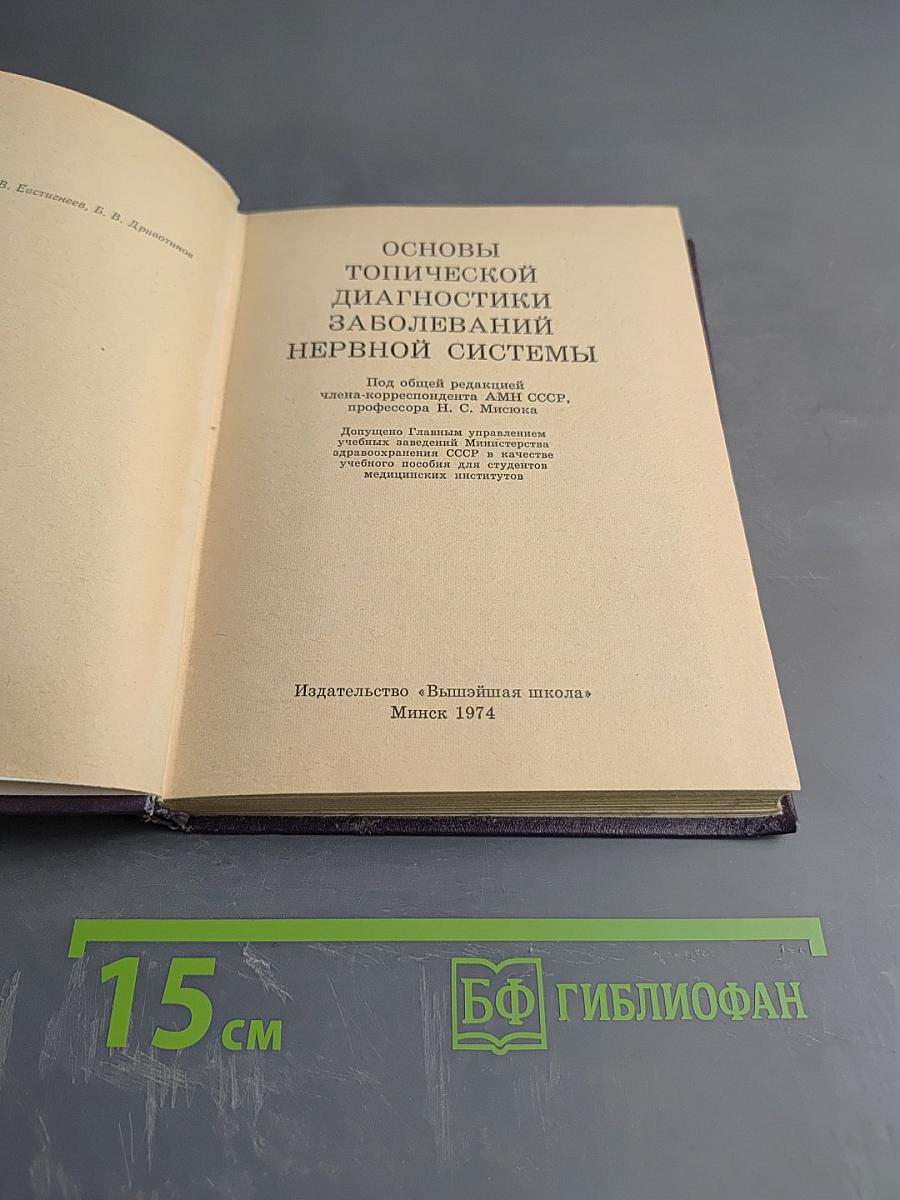 В. Евстигнеев, Б. В. Дривотинов
ОСНОВЫ
ТОПИЧЕСКОЙ
ДИАГНОСТИКИ
ЗАБОЛЕВАНИЙ
НЕРВНОЙ СИСТЕМЫ
Под общей редакцией
члена-корреспондента АМН СССР,
профессора Н. С. Мисюка
Допущено Главным управлением
учебных заведений Министерства
здравоохранения СССР в качестве
учебного пособия для студентов
медицинских институтов
Издательство «Вышэйшая школа»
Минск 1974
15 см
БФ ГИБЛИОФАН